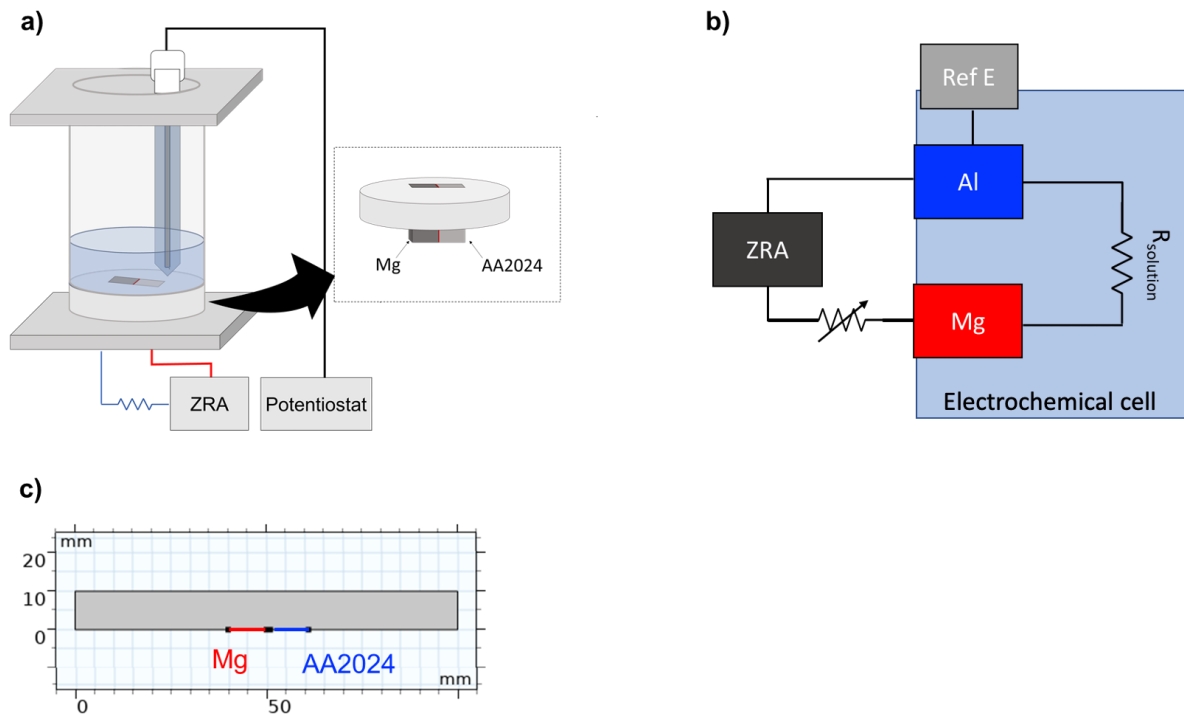 a)
Mg
AA2024
ZRA
Potentiostat
b)
Ref E
Al
ZRA
Mg
Rsolution
Electrochemical cell
c)
mm
20
10
0
Mg
AA2024
mm
0
50